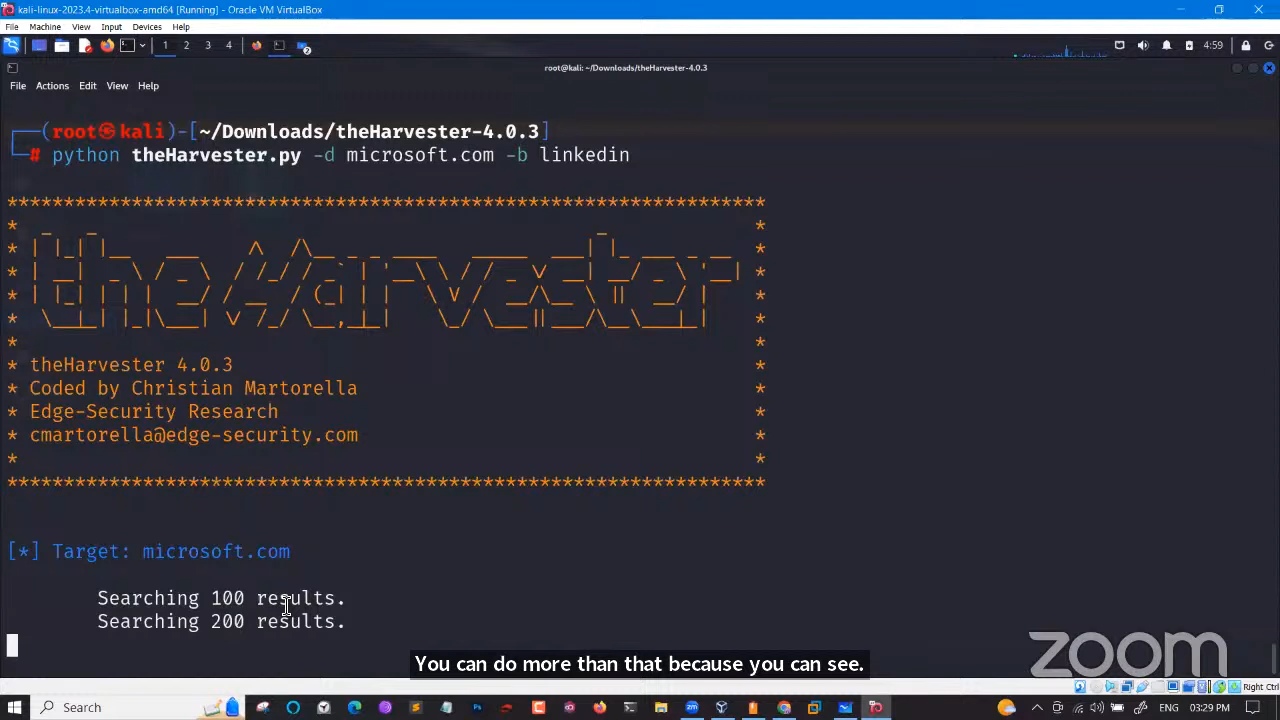 kali-linux-2023.4-virtualbox-amd64 [Running] - Oracle VM VirtualBox
File Machine View Input Devices Help
1 2 3 4 4:59
root@kali: ~/Downloads/theHarvester-4.0.3
File Actions Edit View Help
(root㉿kali)-[~/Downloads/theHarvester-4.0.3]
# python theHarvester.py -d microsoft.com -b linkedin
*******************************************************************
theHarvester
* theHarvester 4.0.3 *
* Coded by Christian Martorella *
* Edge-Security Research *
* cmartorella@edge-security.com *
* *
*******************************************************************
[*] Target: microsoft.com
Searching 100 results.
Searching 200 results.
You can do more than that because you can see.
zoom
Right Ctrl
Search
03:29 PM